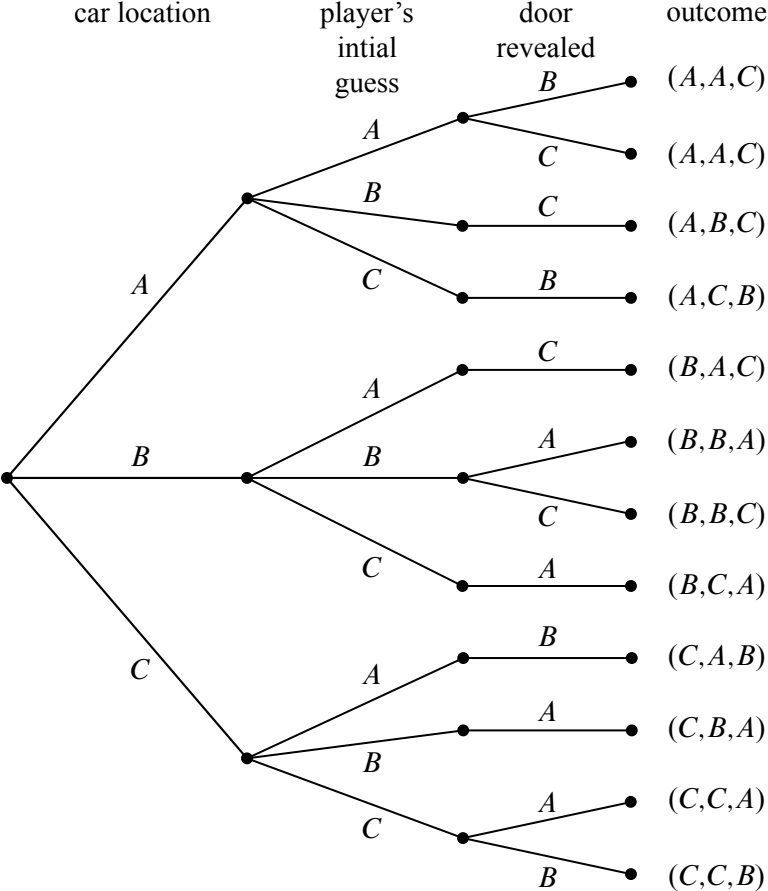 car location
player’s
intial
guess
door
revealed
outcome
A
B
C
A
B
C
A
B
C
A
B
C
B
C
C
B
C
A
C
A
B
A
A
B
(A,A,C)
(A,A,C)
(A,B,C)
(A,C,B)
(B,A,C)
(B,B,A)
(B,B,C)
(B,C,A)
(C,A,B)
(C,B,A)
(C,C,A)
(C,C,B)